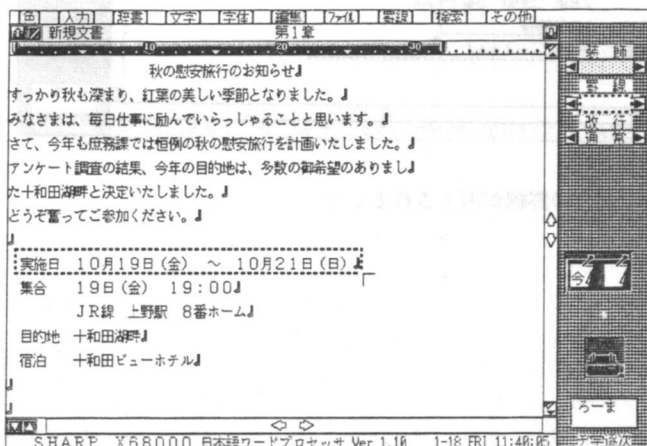 [色] [入力] [辞書] [文字] [字体] [編集] [ファイル] [罫線] [検索] [その他]
新規文書 第1章
10 20 30
秋の慰安旅行のお知らせ
すっかり秋も深まり、紅葉の美しい季節となりました。
みなさまは、毎日仕事に励んでいらっしゃることと思います。
さて、今年も庶務課では恒例の秋の慰安旅行を計画いたしました。
アンケート調査の結果、今年の目的地は、多数の御希望のありまし
た十和田湖畔と決定いたしました。
どうぞ奮ってご参加ください。
実施日 10月19日(金) ~ 10月21日(日)
集合 19日(金) 19:00
JR線 上野駅 8番ホーム
目的地 十和田湖畔
宿泊 十和田ビューホテル
装飾
罫線
改行
通常
今
ろーま
SHARP X68000 日本語ワードプロセッサ Ver 1.10 1-18 FRI 11:40:05 デ字逐次